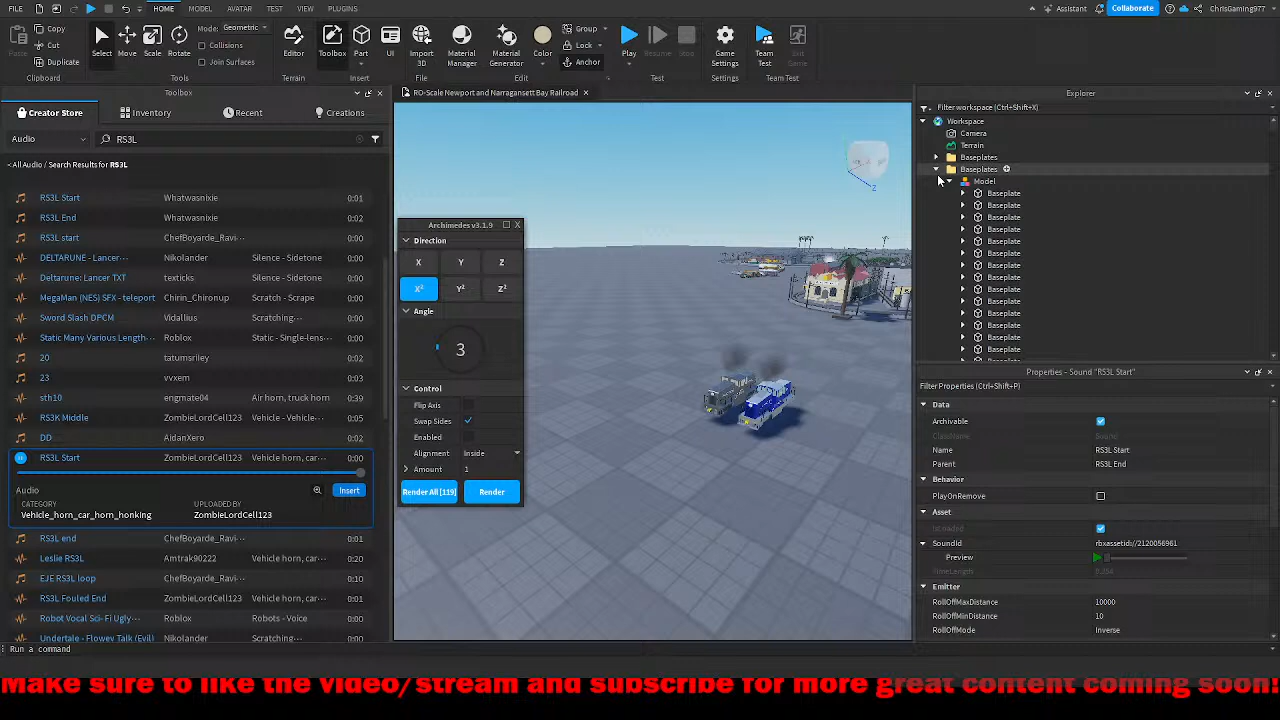 FILE HOME MODEL AVATAR TEST VIEW PLUGINS Assistant Collaborate ChrisGaming977
Copy Cut Duplicate Paste Clipboard
Select Move Scale Rotate Tools
Mode: Geometric Collisions Join Surfaces
Editor Terrain
Toolbox Part UI Insert
Import 3D File
Material Manager Material Generator Color Group Lock Anchor Edit
Play Resume Stop Test
Game Settings Settings
Team Test Exit Game Team Test
Toolbox
Creator Store Inventory Recent Creations
Audio RS3L
<All Audio / Search Results for RS3L
RS3L Start Whatwasnixie 0:01
RS3L End Whatwasnixie 0:02
RS3L start ChefBoyarde_Ravi··· 0:00
DELTARUNE - Lancer··· Nikolander Silence - Sidetone 0:00
Deltarune: Lancer TXT texticks Silence - Sidetone 0:00
MegaMan (NES) SFX - teleport Chirin_Chironup Scratch - Scrape 0:00
Sword Slash DPCM Vidallius Scratching··· 0:00
Static Many Various Length··· Roblox Static - Single-lens··· 0:00
20 tatumsriley 0:02
23 vvxem 0:03
sth10 engmate04 Air horn, truck horn 0:00
RS3K Middle ZombieLordCell123 Vehicle - Vehicle··· 0:05
DD AidanXero 0:02
RS3L Start ZombieLordCell123 Vehicle horn, car··· 0:00
Audio Insert
CATEGORY UPLOADED BY
Vehicle_horn_car_horn_honking ZombieLordCell123
RS3L end ChefBoyarde_Ravi··· 0:01
Leslie RS3L Amtrak90222 Vehicle horn, car··· 0:20
EJE RS3L loop ChefBoyarde_Ravi··· 0:10
RS3L Fouled End ZombieLordCell123 Vehicle horn, car··· 0:01
Robot Vocal Sci-Fi Ugly··· Roblox Robots - Voice 0:00
Undertale - Flowey Talk (Evil) Scratching··· 0:00
RO-Scale Newport and Narragansett Bay Railroad
Archimedes v3.1.9
Direction
X Y Z
X² Y² Z²
Angle
3
Control
Flip Axis
Swap Sides
Enabled
Alignment Inside
Amount 1
Render All [119] Render
Explorer
Filter workspace (Ctrl+Shift+X)
Workspace
Camera
Terrain
Baseplates
Baseplates
Model
Baseplate
Baseplate
Baseplate
Baseplate
Baseplate
Baseplate
Baseplate
Baseplate
Baseplate
Baseplate
Baseplate
Baseplate
Baseplate
Baseplate
Properties - Sound "RS3L Start"
Filter Properties (Ctrl+Shift+P)
Data
Archivable
ClassName Sound
Name RS3L Start
Parent RS3L End
Behavior
PlayOnRemove
Asset
IsLoaded
SoundId rbxassetid://2120056961
Preview
TimeLength
Emitter
RollOffMaxDistance 10000
RollOffMinDistance 10
RollOffMode Inverse
Run a command
Make sure to like the video/stream and subscribe for more great content coming soon!